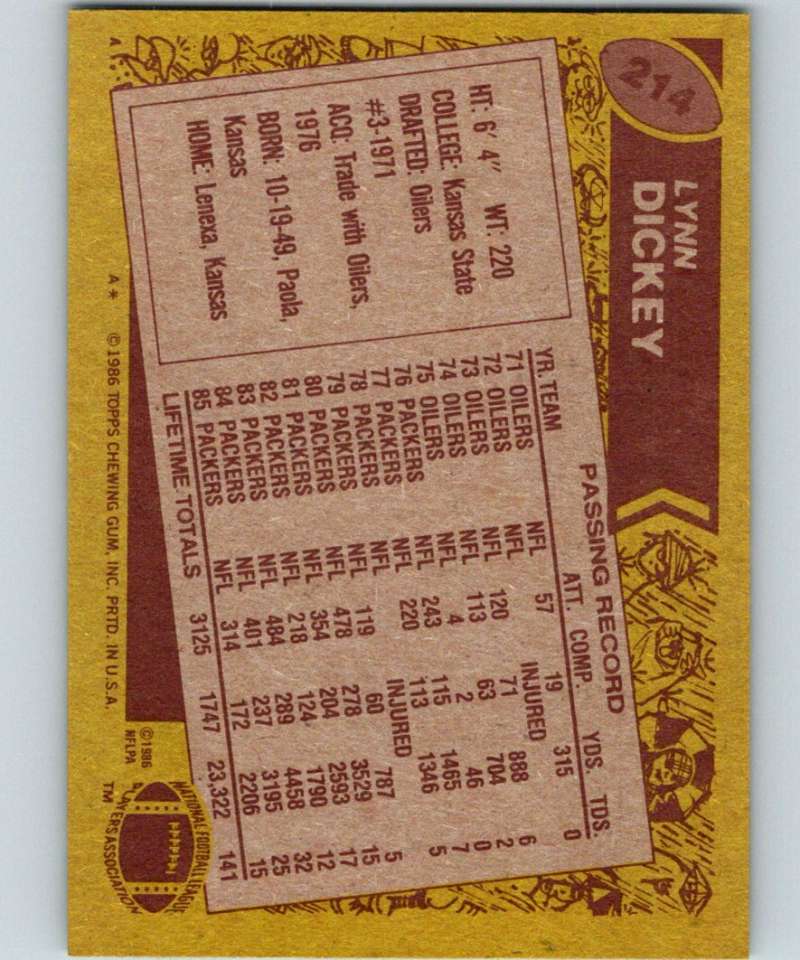 214
LYNN
DICKEY
HT: 6' 4" WT: 220
COLLEGE: Kansas State
DRAFTED: Oilers
#3-1971
ACQ: Trade with Oilers,
1976
BORN: 10-19-49, Paola,
Kansas
HOME: Lenexa, Kansas
PASSING RECORD
YR. TEAM ATT. COMP. YDS. TDS.
71 OILERS NFL 57 19 315 0
72 OILERS NFL INJURED
73 OILERS NFL 120 71 888 6
74 OILERS NFL 113 63 704 2
75 OILERS NFL 4 2 46 0
76 PACKERS NFL 243 115 1465 7
77 PACKERS NFL 220 113 1346 5
78 PACKERS NFL INJURED
79 PACKERS NFL 119 60 787 5
80 PACKERS NFL 478 278 3529 15
81 PACKERS NFL 354 204 2593 17
82 PACKERS NFL 218 124 1790 12
83 PACKERS NFL 484 289 4458 32
84 PACKERS NFL 401 237 3195 25
85 PACKERS NFL 314 172 2206 15
LIFETIME TOTALS 3125 1747 23,322 141
A* ©1986 TOPPS CHEWING GUM, INC. PRTD. IN U.S.A.
©1986
NFLPA
NATIONAL FOOTBALL LEAGUE
PLAYERS ASSOCIATION
TM